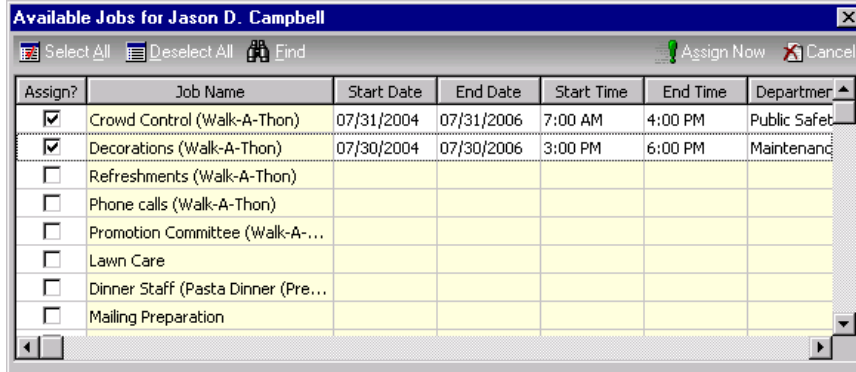 Available Jobs for Jason D. Campbell
Select All Deselect All Find Assign Now Cancel
Assign? Job Name Start Date End Date Start Time End Time Departmen
Crowd Control (Walk-A-Thon) 07/31/2004 07/31/2006 7:00 AM 4:00 PM Public Safet
Decorations (Walk-A-Thon) 07/30/2004 07/30/2006 3:00 PM 6:00 PM Maintenanc
Refreshments (Walk-A-Thon)
Phone calls (Walk-A-Thon)
Promotion Committee (Walk-A-...
Lawn Care
Dinner Staff (Pasta Dinner (Pre...
Mailing Preparation